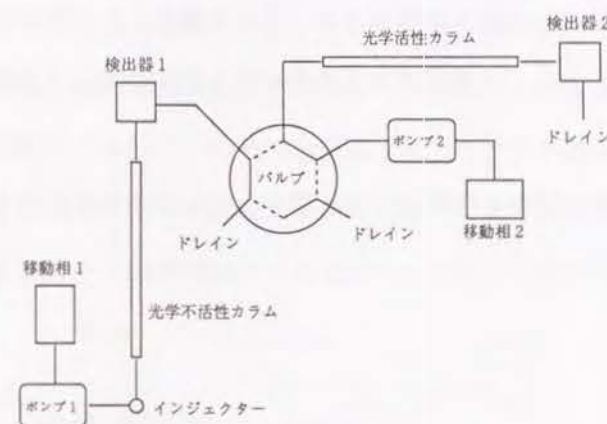 検出器2
光学活性カラム
検出器1
ドレイン
ポンプ2
バルブ
移動相2
ドレイン
ドレイン
移動相1
光学不活性カラム
ポンプ1
インジェクター